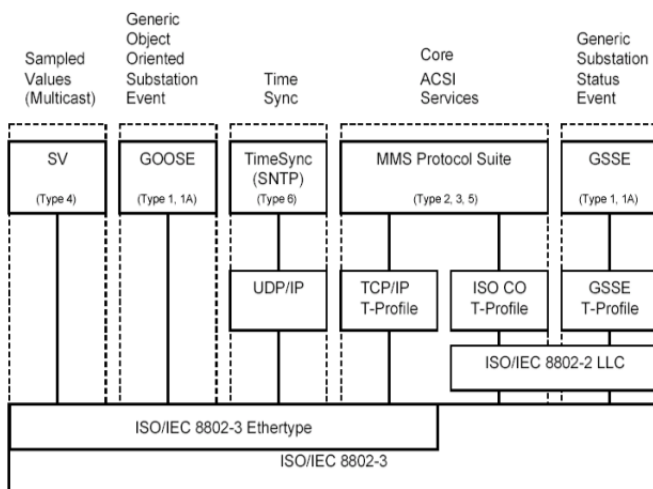 Sampled
Values
(Multicast)
Generic
Object
Oriented
Substation
Event
Time
Sync
Core
ACSI
Services
Generic
Substation
Status
Event
SV
(Type 4)
GOOSE
(Type 1, 1A)
TimeSync
(SNTP)
(Type 6)
MMS Protocol Suite
(Type 2, 3, 5)
GSSE
(Type 1, 1A)
UDP/IP
TCP/IP
T-Profile
ISO CO
T-Profile
GSSE
T-Profile
ISO/IEC 8802-2 LLC
ISO/IEC 8802-3 Ethertype
ISO/IEC 8802-3